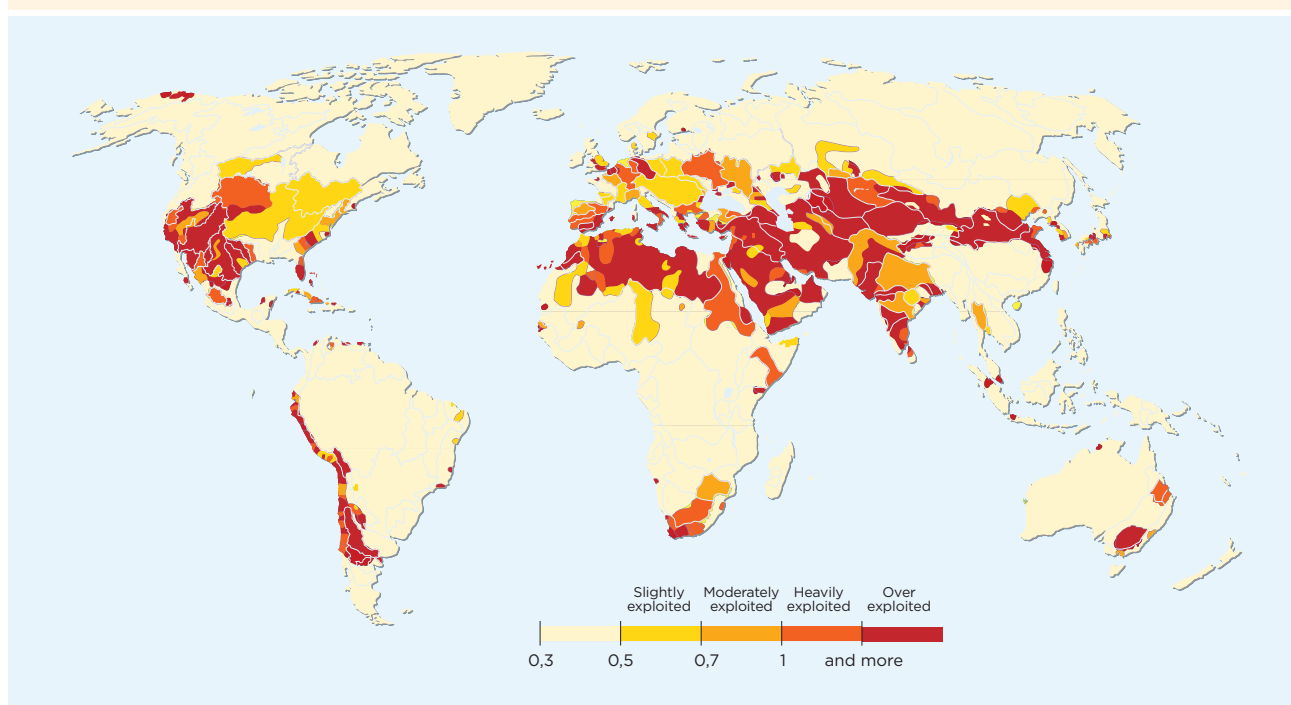 Slightly exploited
Moderately exploited
Heavily exploited
Over exploited
0,3
0,5
0,7
1
and more